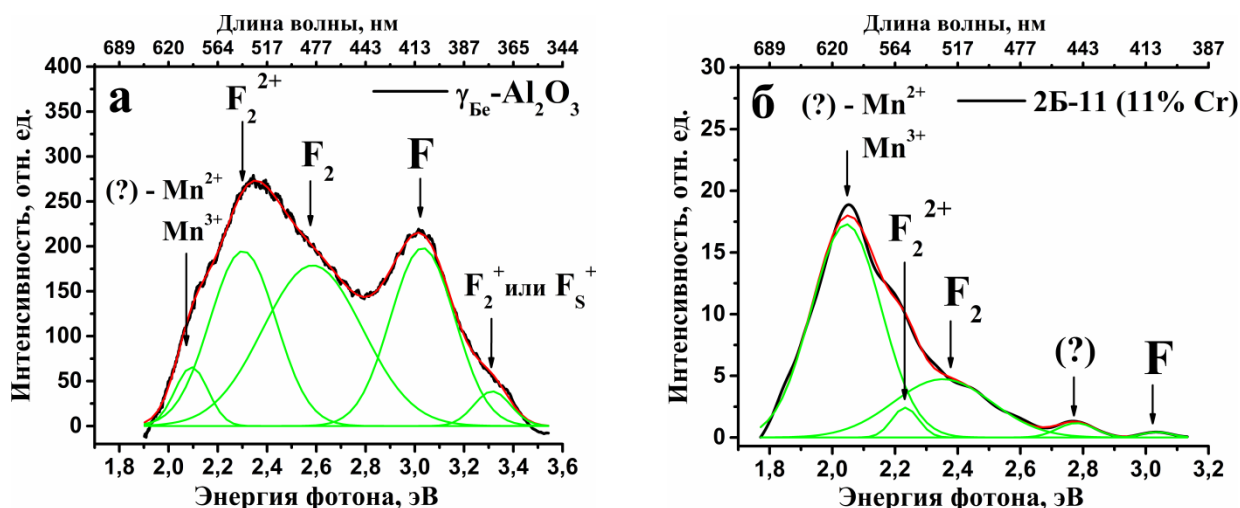 Длина волны, нм
689 620 564 517 477 443 413 387 365 344
400
350
300
250
200
150
100
50
0
Интенсивность, отн. ед.
а
γБе-Al2O3
F2 2+
F2
F
(?) - Mn2+
Mn3+
F2+ или FS+
1,8 2,0 2,2 2,4 2,6 2,8 3,0 3,2 3,4 3,6
Энергия фотона, эВ
Длина волны, нм
689 620 564 517 477 443 413 387
30
25
20
15
10
5
0
Интенсивность, отн. ед.
б
(?) - Mn2+
Mn3+
2Б-11 (11% Cr)
F2 2+
F2
(?)
F
1,8 2,0 2,2 2,4 2,6 2,8 3,0 3,2
Энергия фотона, эВ